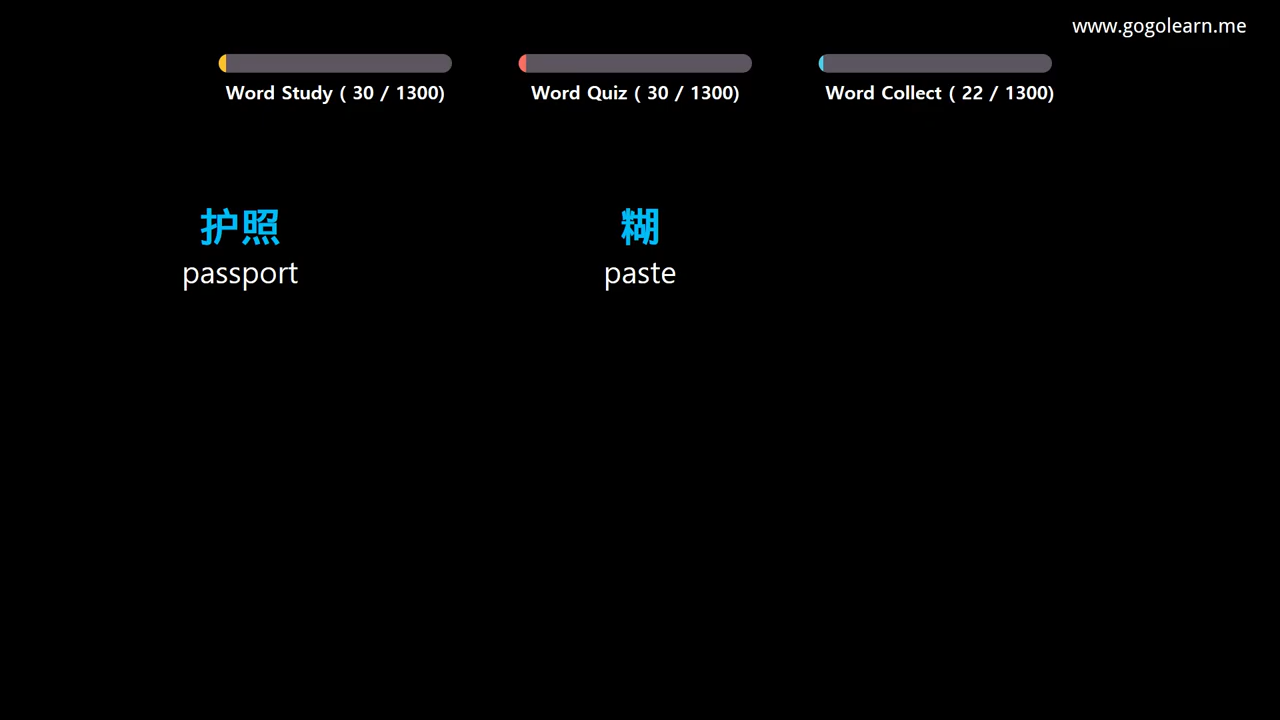 www.gogolearn.me
Word Study ( 30 / 1300)
Word Quiz ( 30 / 1300)
Word Collect ( 22 / 1300)
护照
passport
糊
paste